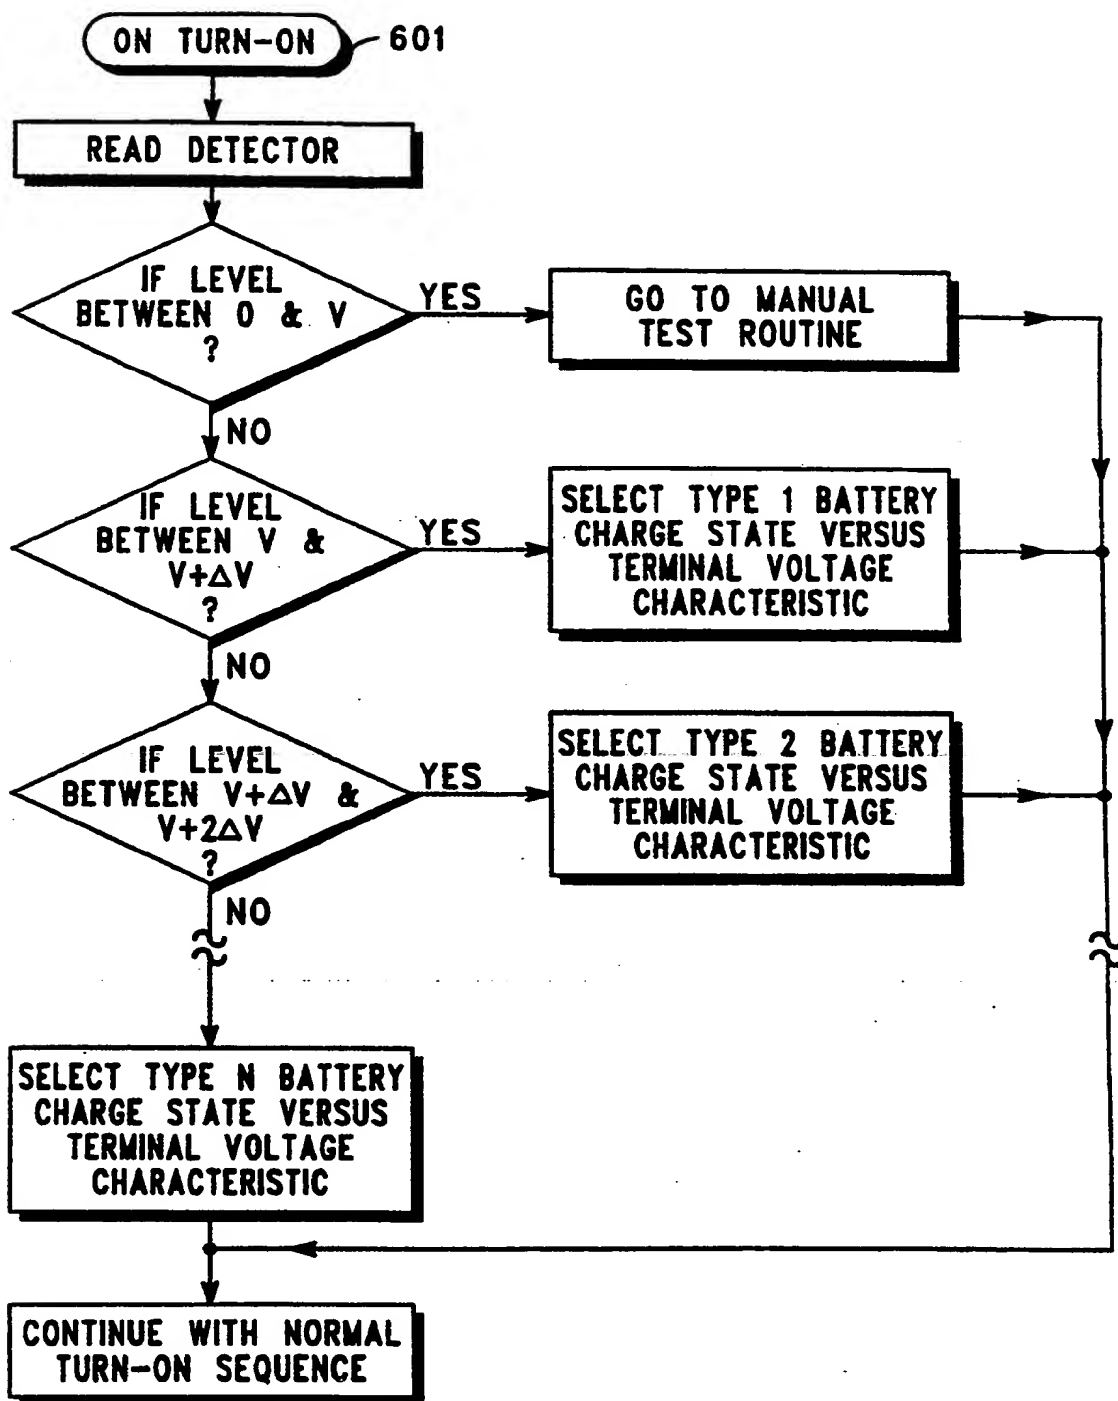 ON TURN-ON
601
READ DETECTOR
IF LEVEL
BETWEEN 0 & V
?
YES
GO TO MANUAL
TEST ROUTINE
NO
IF LEVEL
BETWEEN V &
V+△V
?
YES
SELECT TYPE 1 BATTERY
CHARGE STATE VERSUS
TERMINAL VOLTAGE
CHARACTERISTIC
NO
IF LEVEL
BETWEEN V+△V &
V+2△V
?
YES
SELECT TYPE 2 BATTERY
CHARGE STATE VERSUS
TERMINAL VOLTAGE
CHARACTERISTIC
NO
SELECT TYPE N BATTERY
CHARGE STATE VERSUS
TERMINAL VOLTAGE
CHARACTERISTIC
CONTINUE WITH NORMAL
TURN-ON SEQUENCE